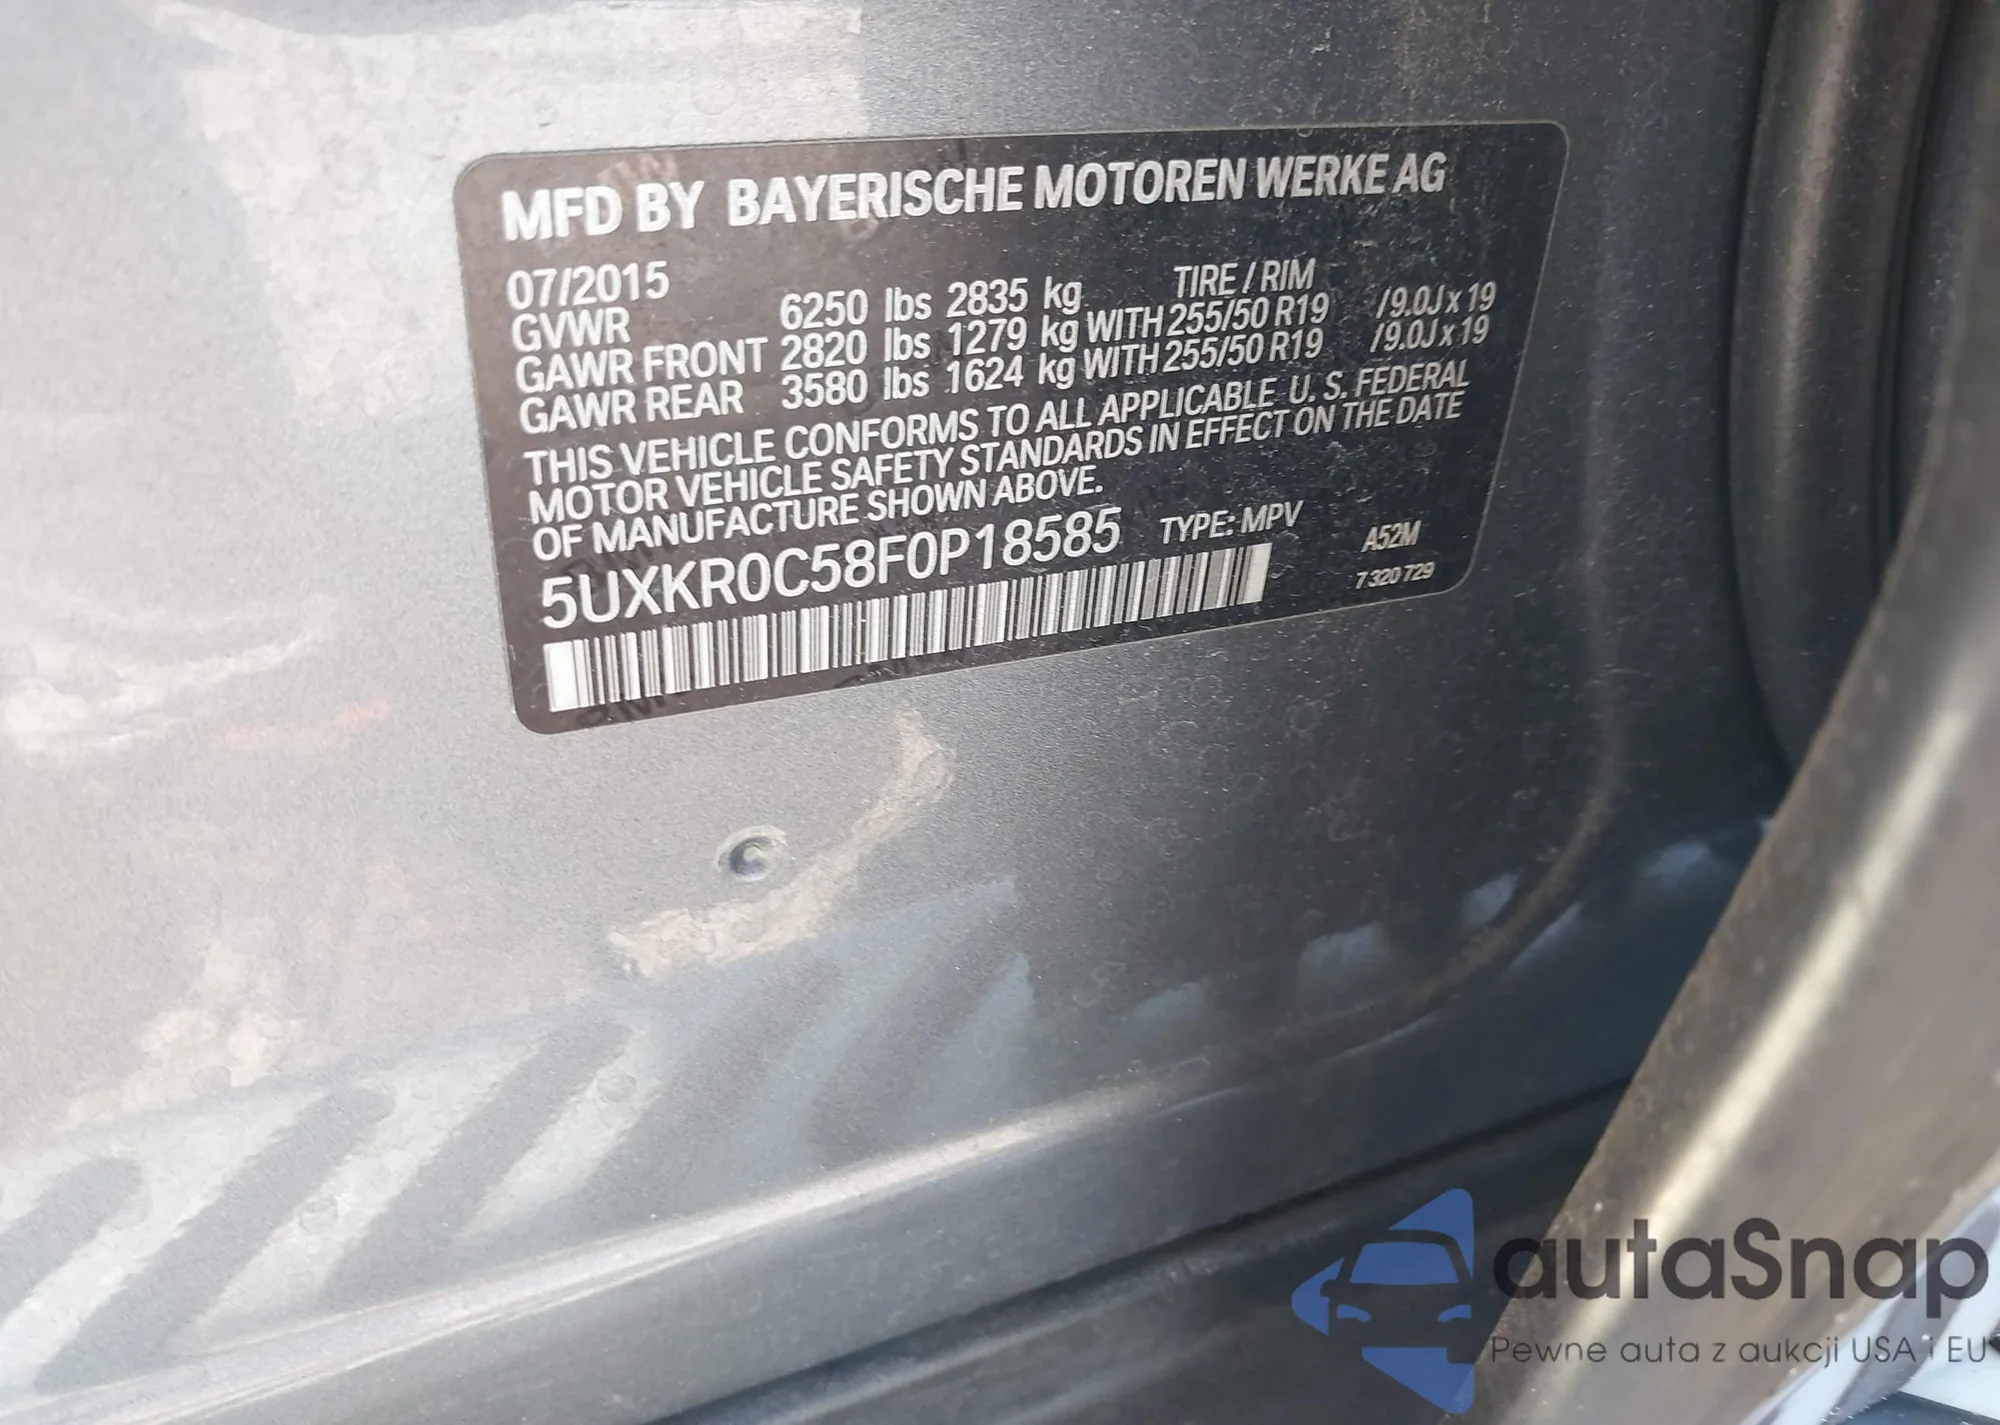 MFD BY BAYERISCHE MOTOREN WERKE AG
07/2015 TIRE / RIM
GVWR 6250 lbs 2835 kg
GAWR FRONT 2820 lbs 1279 kg WITH 255/50 R19 /9.0J x 19
GAWR REAR 3580 lbs 1624 kg WITH 255/50 R19 /9.0J x 19
THIS VEHICLE CONFORMS TO ALL APPLICABLE U. S. FEDERAL
MOTOR VEHICLE SAFETY STANDARDS IN EFFECT ON THE DATE
OF MANUFACTURE SHOWN ABOVE.
5UXKR0C58F0P18585 TYPE: MPV A52M
7 320 729
autaSnap
Pewne auta z aukcji USA i EU